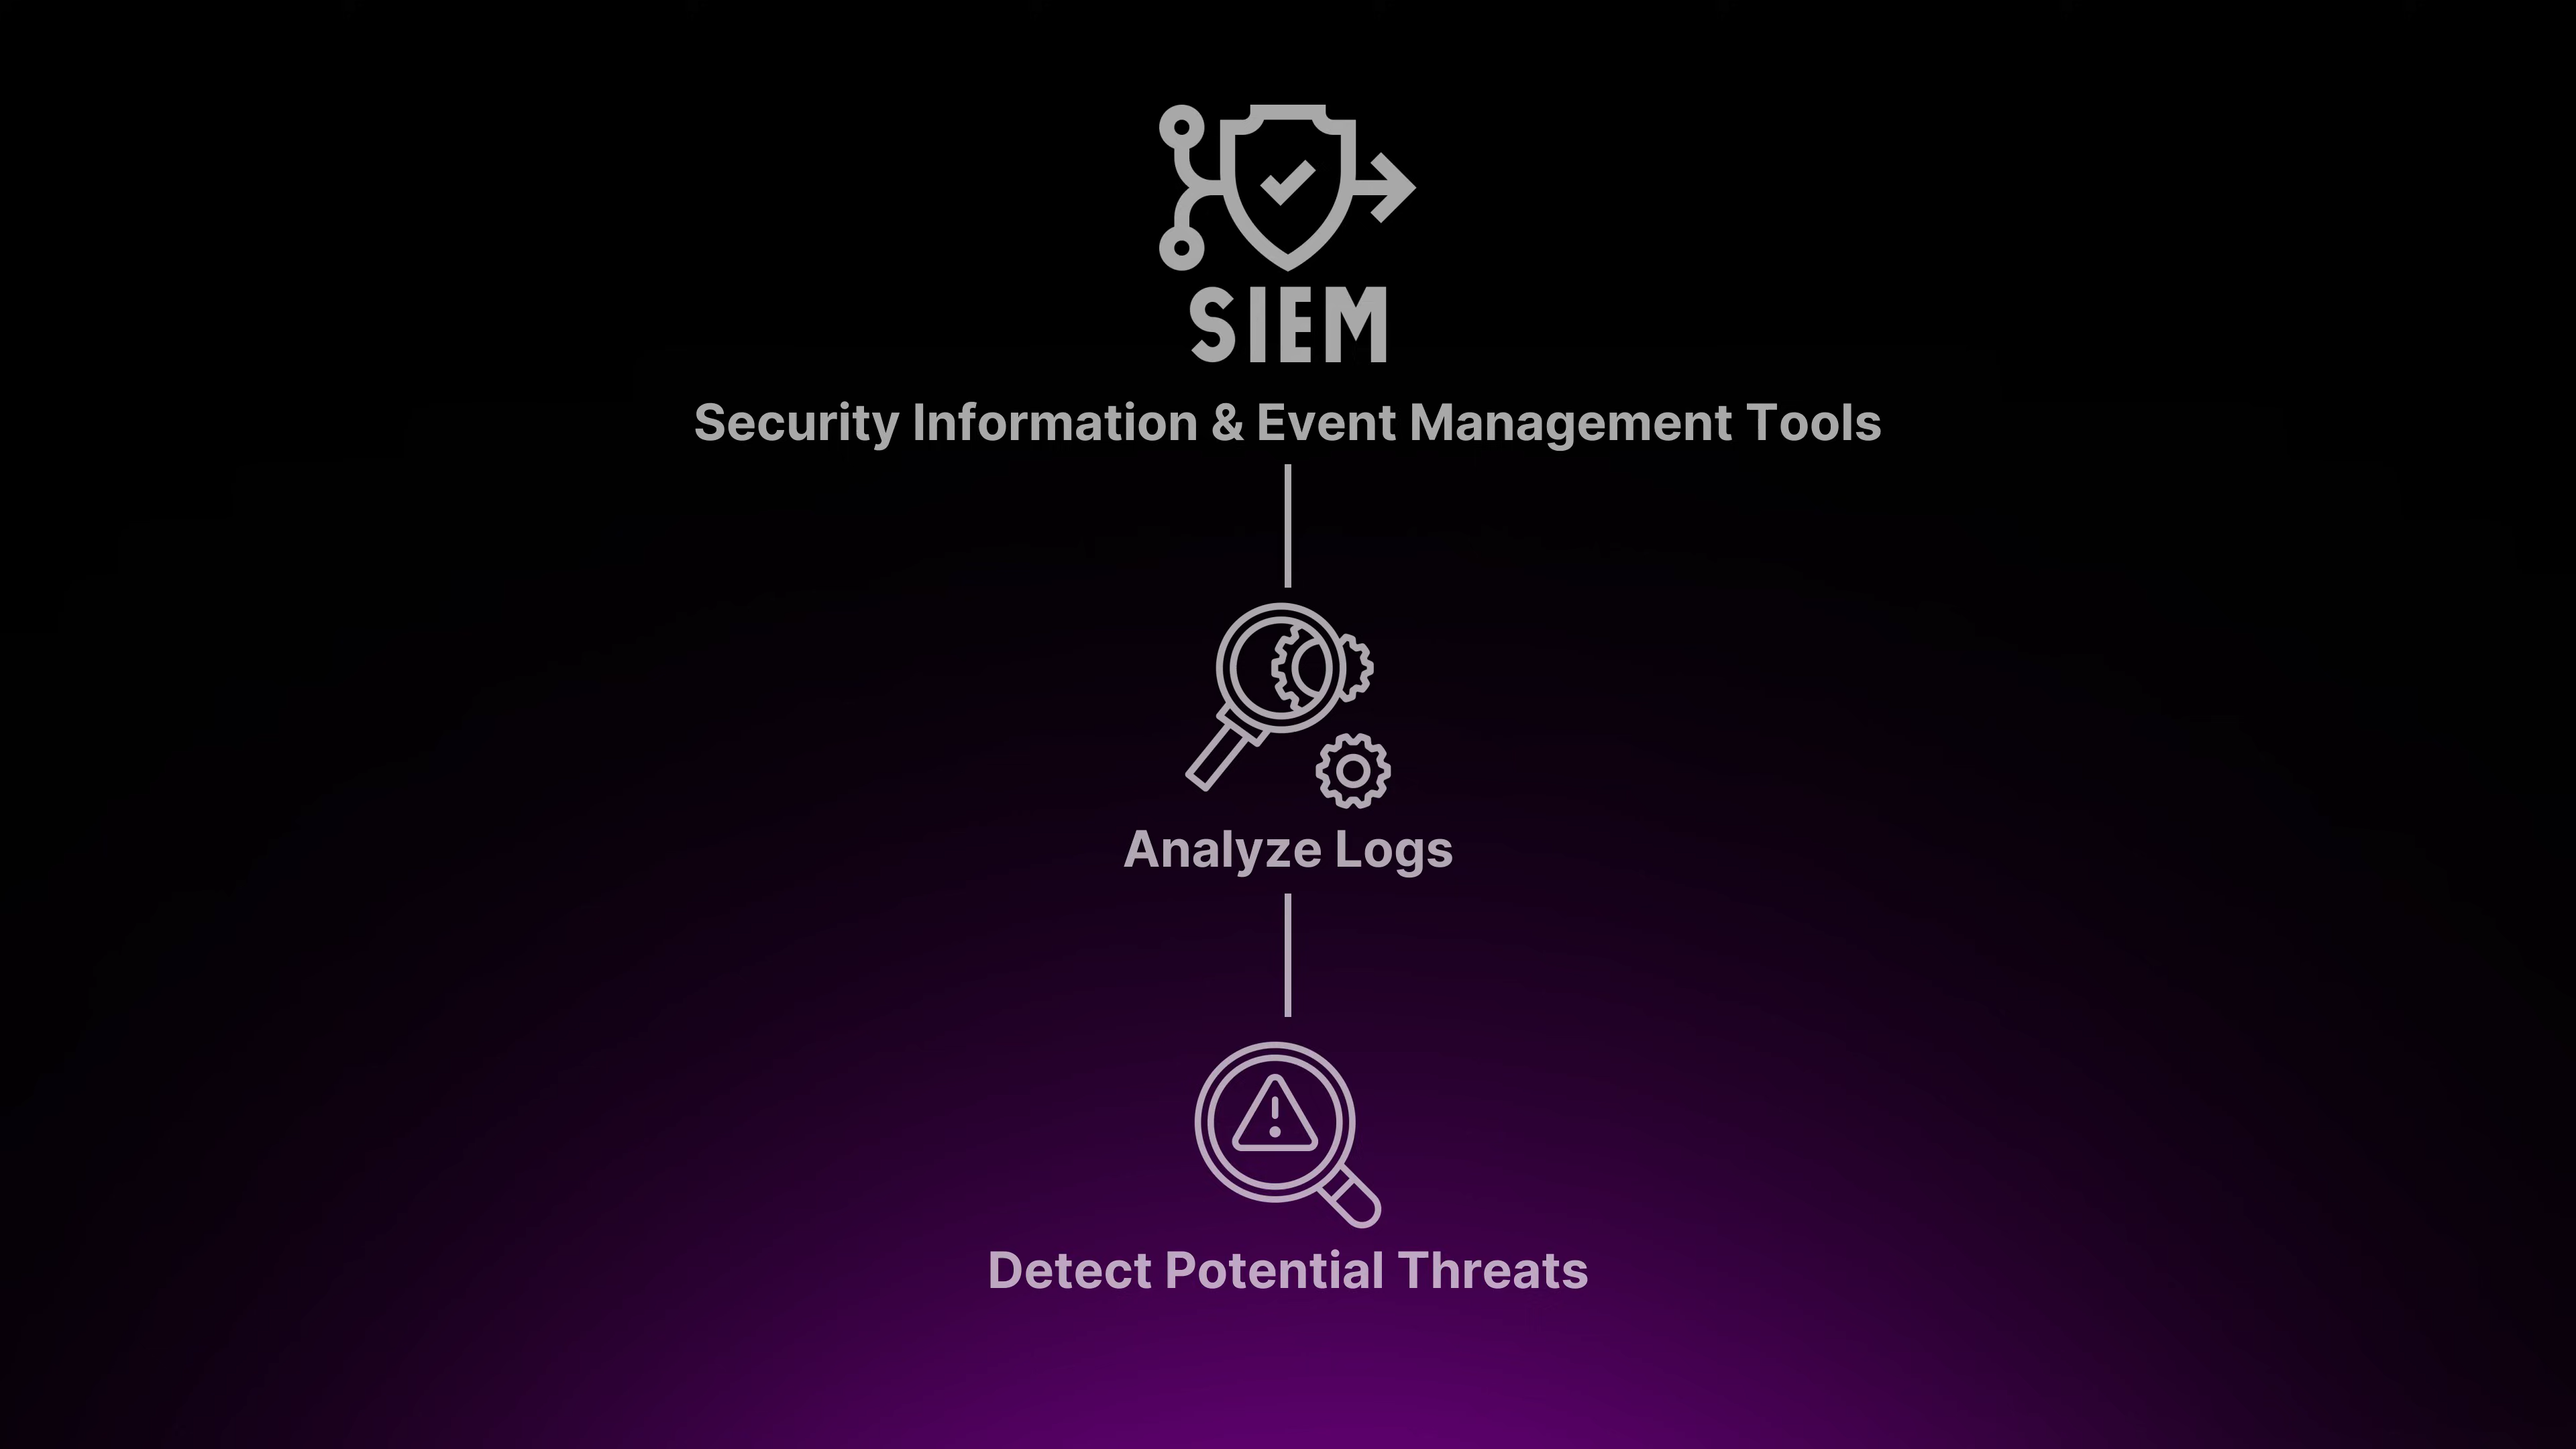 SIEM
Security Information & Event Management Tools
Analyze Logs
Detect Potential Threats